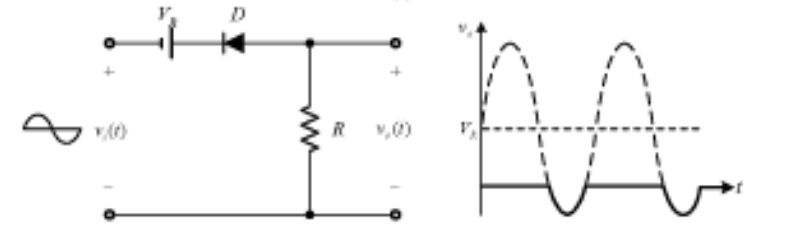 V_B D
+ +
v_i(t) R v_o(t)
− −
v_o
V_B
t